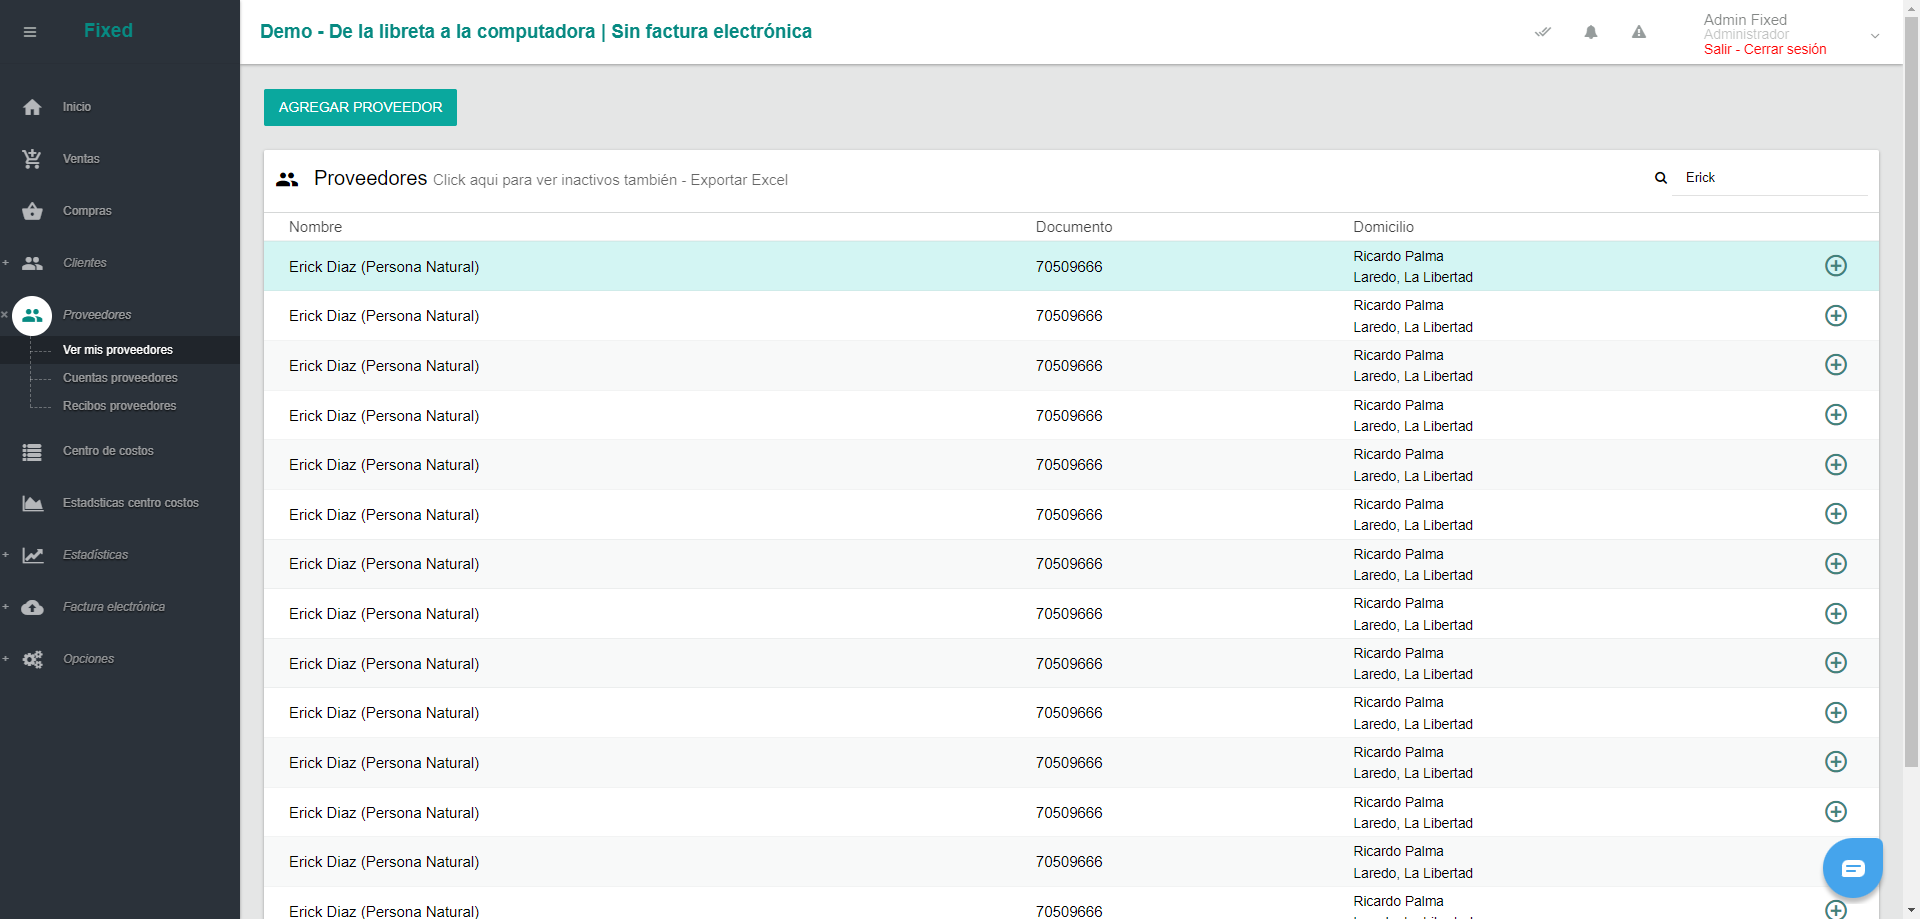 Fixed
Demo - De la libreta a la computadora | Sin factura electrónica
Admin Fixed
Administrador
Salir - Cerrar sesión
Inicio
Ventas
Compras
Clientes
Proveedores
Ver mis proveedores
Cuentas proveedores
Recibos proveedores
Centro de costos
Estadsticas centro costos
Estadísticas
Factura electrónica
Opciones
AGREGAR PROVEEDOR
Proveedores Click aqui para ver inactivos también - Exportar Excel
Erick
Nombre Documento Domicilio
Erick Diaz (Persona Natural) 70509666 Ricardo Palma
Laredo, La Libertad
Erick Diaz (Persona Natural) 70509666 Ricardo Palma
Laredo, La Libertad
Erick Diaz (Persona Natural) 70509666 Ricardo Palma
Laredo, La Libertad
Erick Diaz (Persona Natural) 70509666 Ricardo Palma
Laredo, La Libertad
Erick Diaz (Persona Natural) 70509666 Ricardo Palma
Laredo, La Libertad
Erick Diaz (Persona Natural) 70509666 Ricardo Palma
Laredo, La Libertad
Erick Diaz (Persona Natural) 70509666 Ricardo Palma
Laredo, La Libertad
Erick Diaz (Persona Natural) 70509666 Ricardo Palma
Laredo, La Libertad
Erick Diaz (Persona Natural) 70509666 Ricardo Palma
Laredo, La Libertad
Erick Diaz (Persona Natural) 70509666 Ricardo Palma
Laredo, La Libertad
Erick Diaz (Persona Natural) 70509666 Ricardo Palma
Laredo, La Libertad
Erick Diaz (Persona Natural) 70509666 Ricardo Palma
Laredo, La Libertad
Erick Diaz (Persona Natural) 70509666 Ricardo Palma
Laredo, La Libertad
Erick Diaz (Persona Natural) 70509666 Ricardo Palma